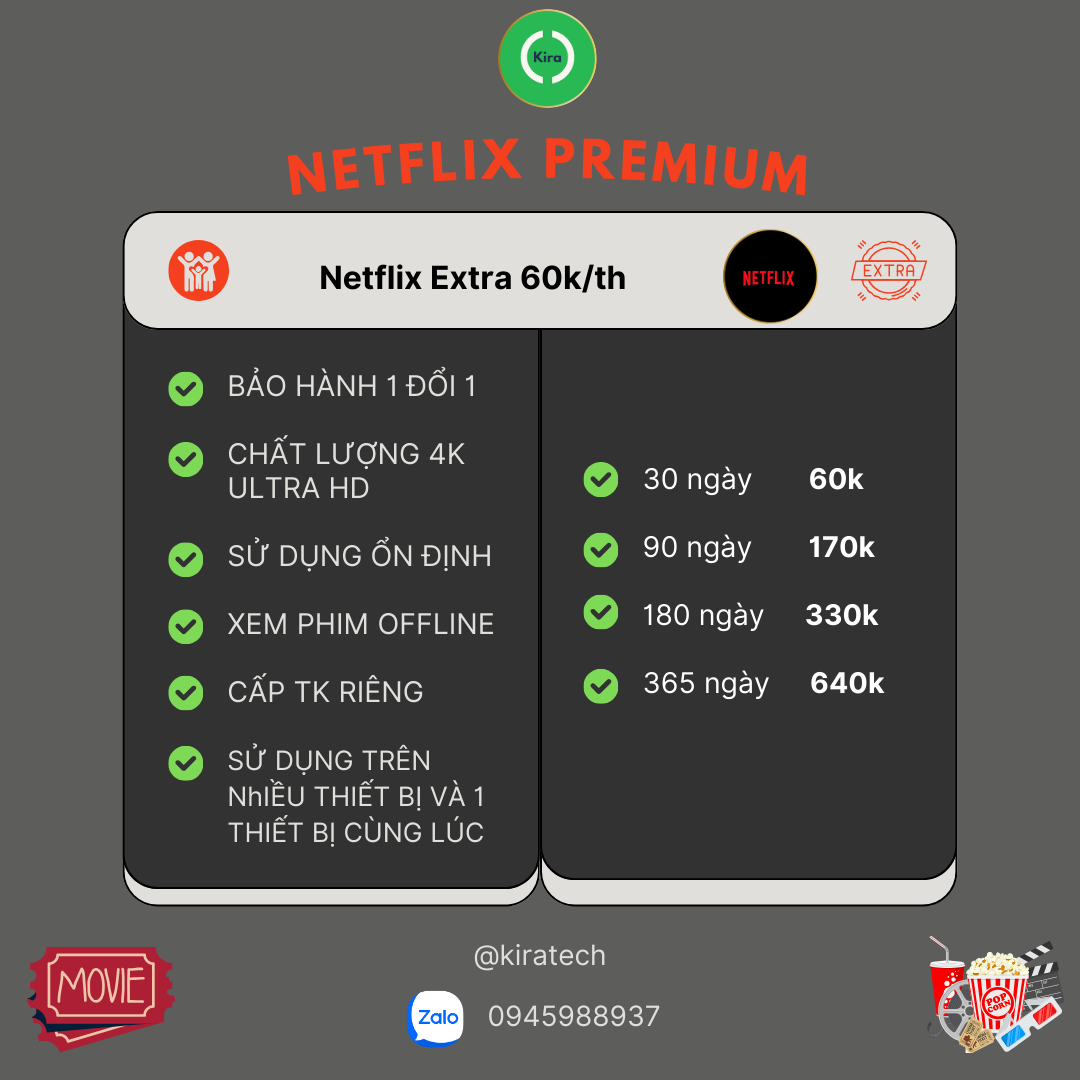 Kira
NETFLIX PREMIUM
Netflix Extra 60k/th
NETFLIX
EXTRA
BẢO HÀNH 1 ĐỔI 1
CHẤT LƯỢNG 4K
ULTRA HD
SỬ DỤNG ỔN ĐỊNH
XEM PHIM OFFLINE
CẤP TK RIÊNG
SỬ DỤNG TRÊN
NhIỀU THIẾT BỊ VÀ 1
THIẾT BỊ CÙNG LÚC
30 ngày 60k
90 ngày 170k
180 ngày 330k
365 ngày 640k
@kiratech
Zalo 0945988937
MOVIE
POP
CORN